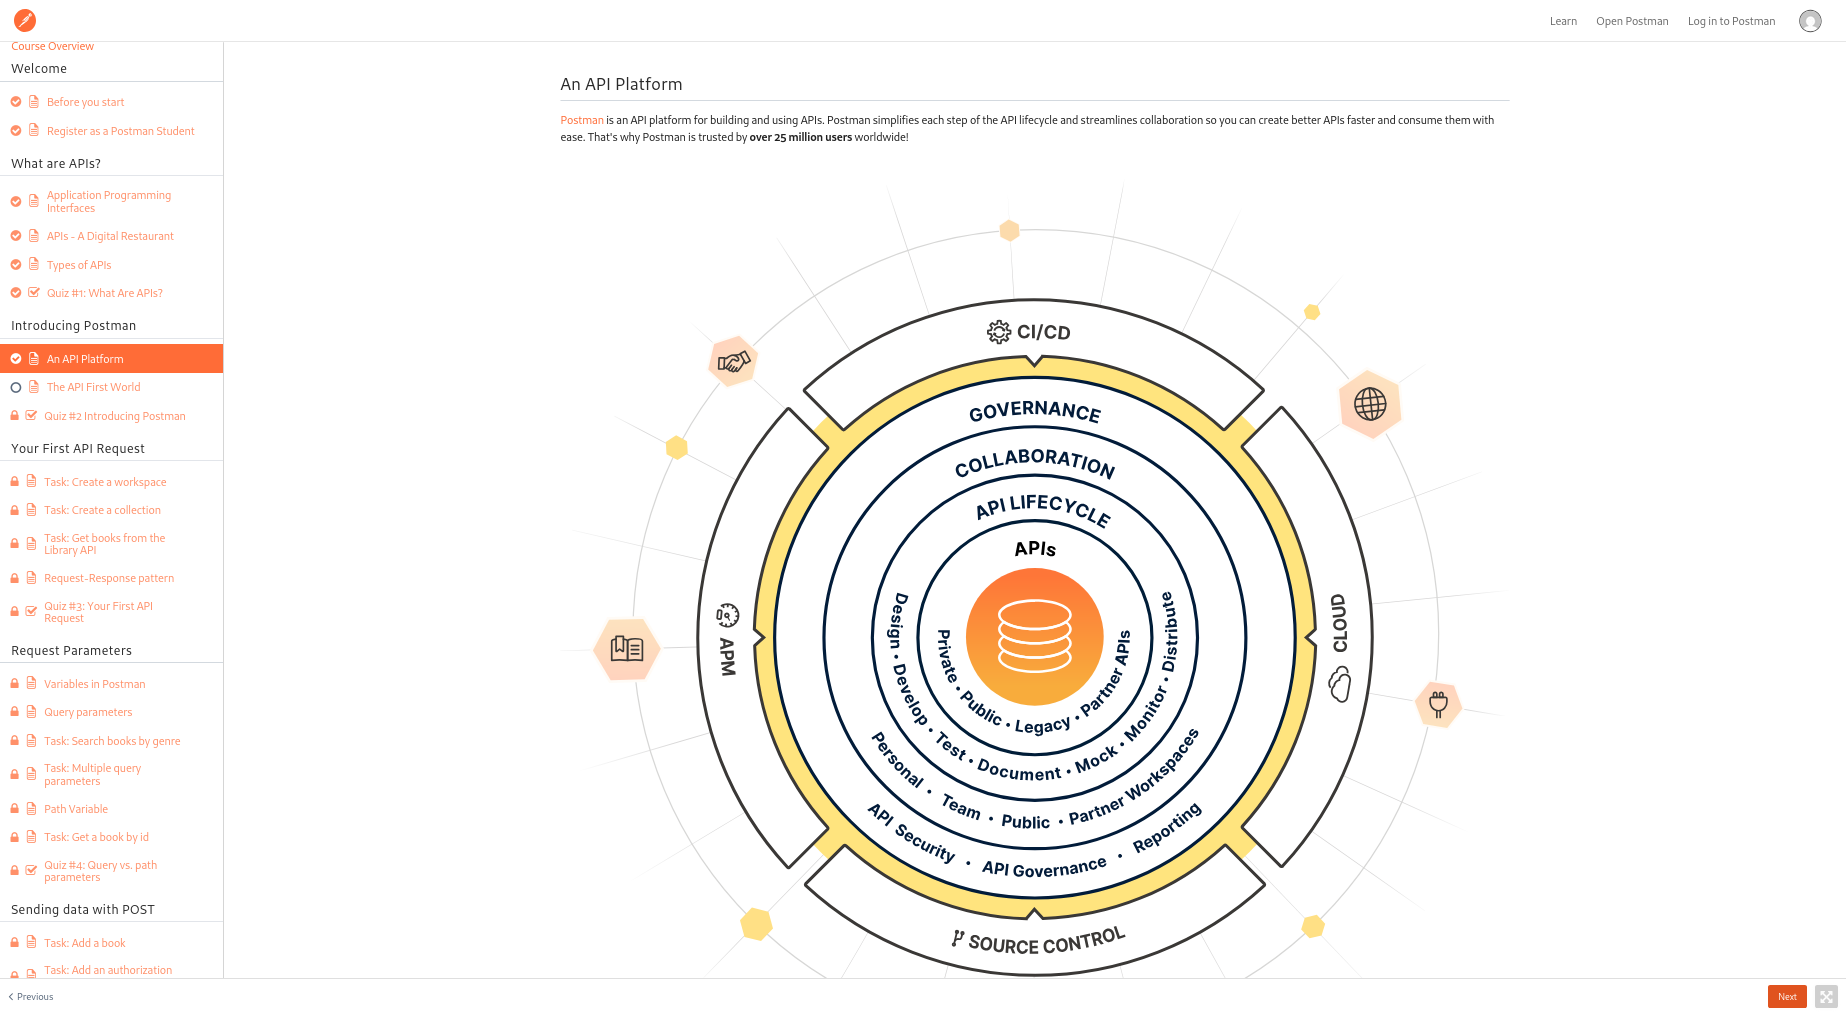 Learn
Open Postman
Log in to Postman
Course Overview
Welcome
Before you start
Register as a Postman Student
What are APIs?
Application Programming
Interfaces
APIs - A Digital Restaurant
Types of APIs
Quiz #1: What Are APIs?
Introducing Postman
An API Platform
The API First World
Quiz #2 Introducing Postman
Your First API Request
Task: Create a workspace
Task: Create a collection
Task: Get books from the
Library API
Request-Response pattern
Quiz #3: Your First API
Request
Request Parameters
Variables in Postman
Query parameters
Task: Search books by genre
Task: Multiple query
parameters
Path Variable
Task: Get a book by id
Quiz #4: Query vs. path
parameters
Sending data with POST
Task: Add a book
Task: Add an authorization
An API Platform
Postman is an API platform for building and using APIs. Postman simplifies each step of the API lifecycle and streamlines collaboration so you can create better APIs faster and consume them with
ease. That's why Postman is trusted by over 25 million users worldwide!
CI/CD
GOVERNANCE
COLLABORATION
API LIFECYCLE
APIs
Private • Public • Legacy • Partner APIs
Design • Develop • Test • Document • Mock • Monitor • Distribute
Personal • Team • Public • Partner Workspaces
API Security • API Governance • Reporting
APM
CLOUD
SOURCE CONTROL
Previous
Next